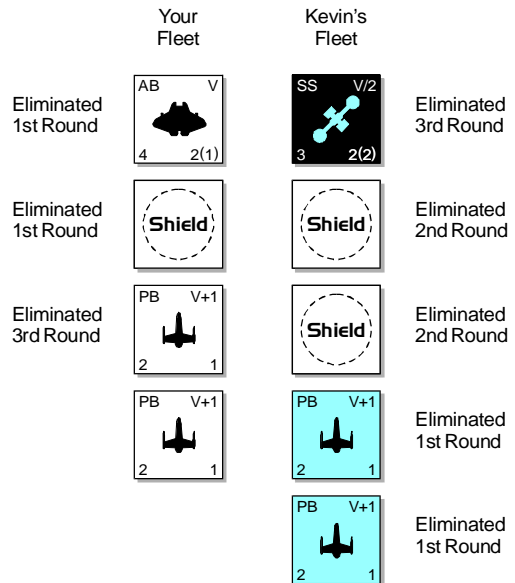 Your Fleet
Kevin's Fleet
Eliminated 1st Round
AB V
4 2(1)
SS V/2
3 2(2)
Eliminated 3rd Round
Eliminated 1st Round
Shield
Shield
Eliminated 2nd Round
Eliminated 3rd Round
PB V+1
2 1
Shield
Eliminated 2nd Round
PB V+1
2 1
PB V+1
2 1
Eliminated 1st Round
PB V+1
2 1
Eliminated 1st Round